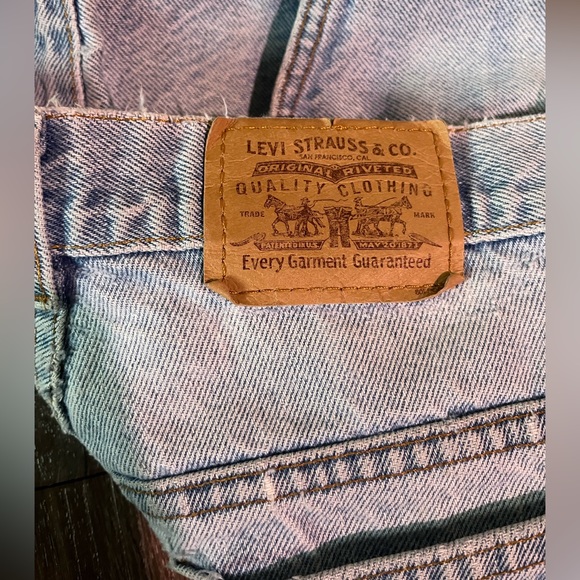 LEVI STRAUSS & CO.
SAN FRANCISCO, CAL.
ORIGINAL RIVETED
QUALITY CLOTHING
TRADE MARK
PATENTED IN U.S. MAY 20 1873
Every Garment Guaranteed